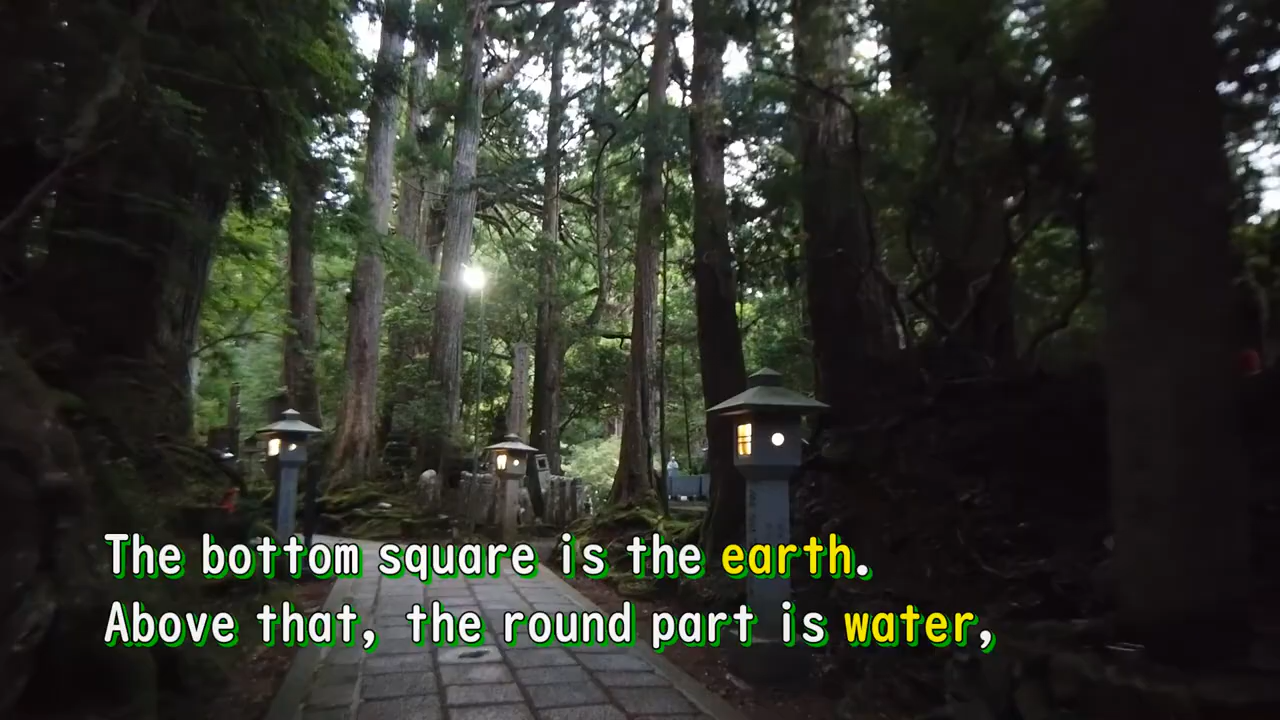 The bottom square is the earth.
Above that, the round part is water,